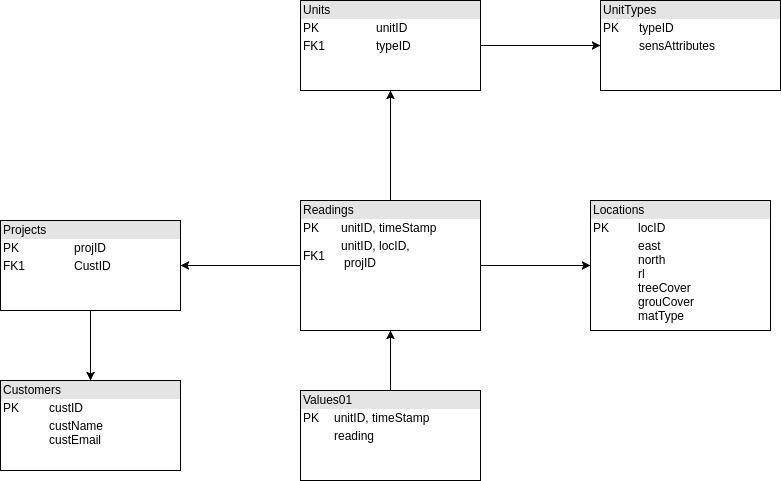 Units
PK unitID
FK1 typeID
UnitTypes
PK typeID
sensAttributes
Readings
PK unitID, timeStamp
FK1 unitID, locID,
projID
Locations
PK locID
east
north
rl
treeCover
grouCover
matType
Projects
PK projID
FK1 CustID
Customers
PK custID
custName
custEmail
Values01
PK unitID, timeStamp
reading